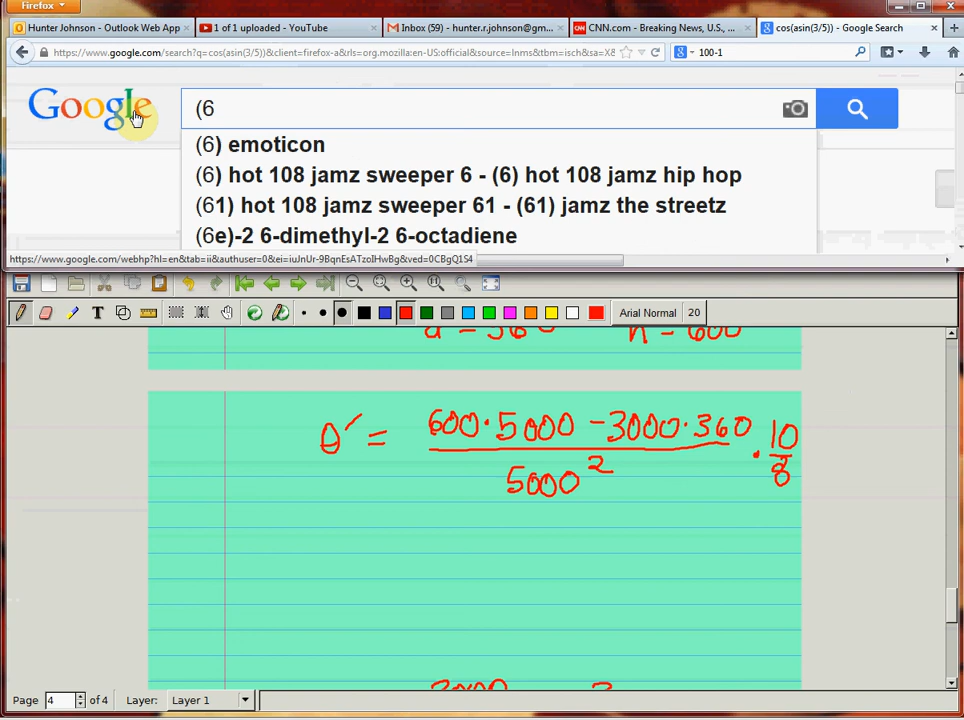 Firefox
Hunter Johnson - Outlook Web App
1 of 1 uploaded - YouTube
Inbox (59) - hunter.r.johnson@gm...
CNN.com - Breaking News, U.S., ...
cos(asin(3/5)) - Google Search
https://www.google.com/search?q=cos(asin(3/5))&client=firefox-a&rls=org.mozilla:en-US:official&source=lnms&tbm=isch&sa=X&
100-1
Google
(6
(6) emoticon
(6) hot 108 jamz sweeper 6 - (6) hot 108 jamz hip hop
(61) hot 108 jamz sweeper 61 - (61) jamz the streetz
(6e)-2 6-dimethyl-2 6-octadiene
https://www.google.com/webhp?hl=en&tab=ii&authuser=0&ei=iuJnUr-9BqnEsATzoIHwBg&ved=0CBgQ1S4
Arial Normal 20
θ′ = 600·5000 − 3000·360 · 10
5000² 8
Page 4 of 4 Layer: Layer 1